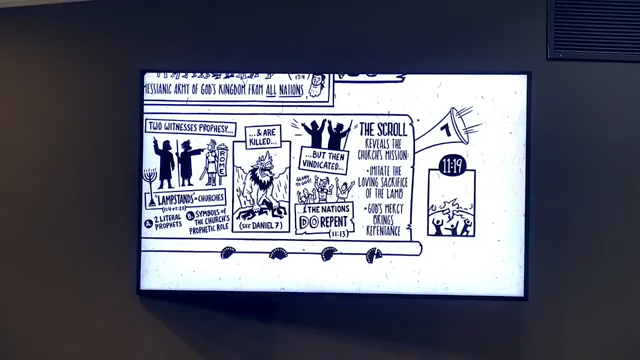 MESSIANIC ARMY OF GOD'S KINGDOM FROM ALL NATIONS
TWO WITNESSES PROPHESY...
"LAMPSTANDS" = CHURCHES
A. 2 LITERAL PROPHETS
B. SYMBOLS OF THE CHURCH'S PROPHETIC ROLE
...& ARE
KILLED...
(SEE DANIEL 7)
...BUT THEN
VINDICATED...
& THE NATIONS
DO REPENT
(11:13)
THE SCROLL
REVEALS THE
CHURCH'S MISSION:
• IMITATE THE
LOVING SACRIFICE
OF THE LAMB
• GOD'S MERCY
BRINGS
REPENTANCE
7
11:19